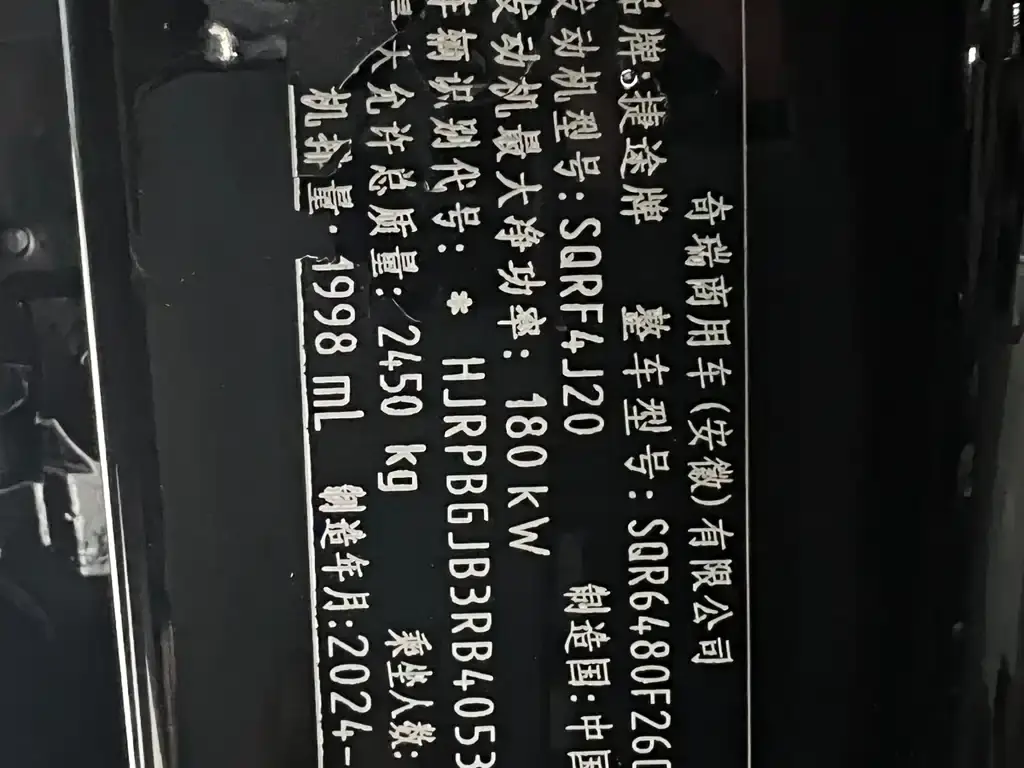 奇瑞商用车(安徽)有限公司
品牌:捷途牌 整车型号:SQR6480F260
发动机型号:SQRF4J20 制造国:中国
发动机最大净功率:180 kW
车辆识别代号:* HJRPBGJB3RB4053
最大允许总质量:2450 kg 乘坐人数:
机排量:1998 mL 制造年月:2024-